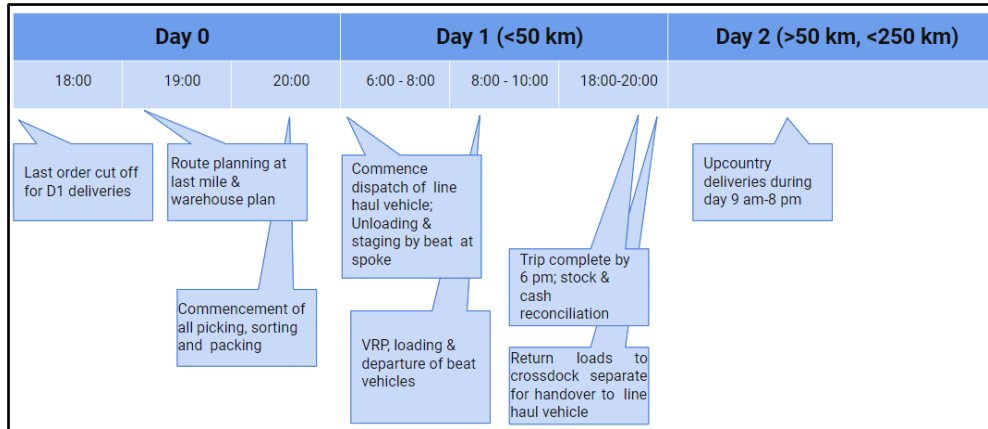 Day 0
Day 1 (<50 km)
Day 2 (>50 km, <250 km)
18:00
19:00
20:00
6:00 - 8:00
8:00 - 10:00
18:00-20:00
Last order cut off
for D1 deliveries
Route planning at
last mile &
warehouse plan
Commencement of
all picking, sorting
and packing
Commence
dispatch of line
haul vehicle;
Unloading &
staging by beat at
spoke
VRP, loading &
departure of beat
vehicles
Trip complete by
6 pm; stock &
cash
reconciliation
Return loads to
crossdock separate
for handover to line
haul vehicle
Upcountry
deliveries during
day 9 am-8 pm